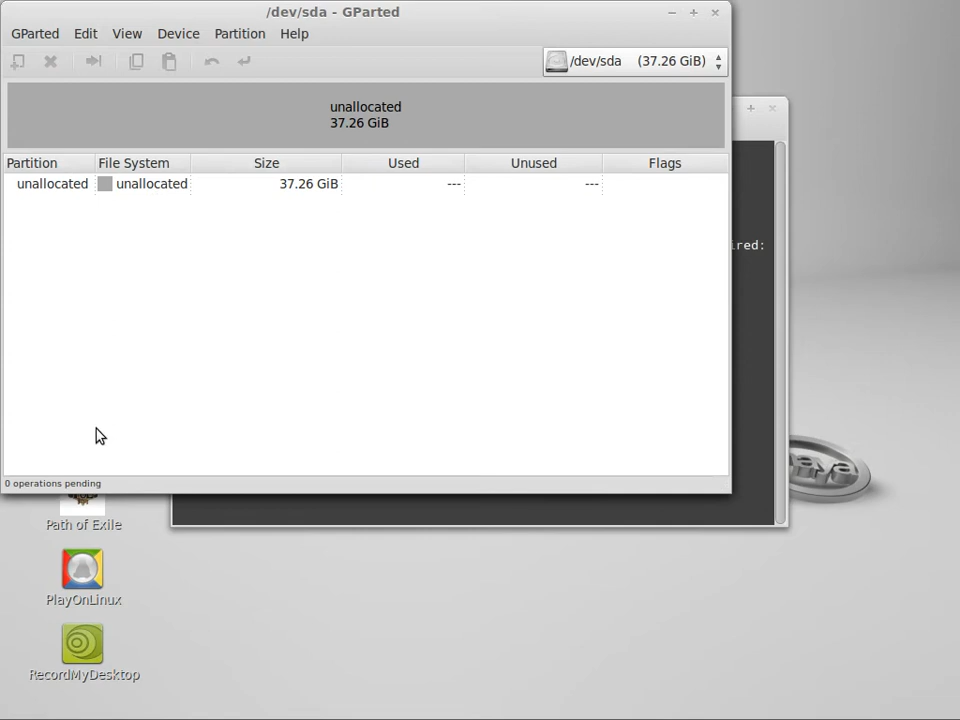 /dev/sda - GParted
GParted Edit View Device Partition Help
/dev/sda (37.26 GiB)
unallocated
37.26 GiB
Partition File System Size Used Unused Flags
unallocated unallocated 37.26 GiB --- ---
ired:
0 operations pending
Path of Exile
PlayOnLinux
RecordMyDesktop